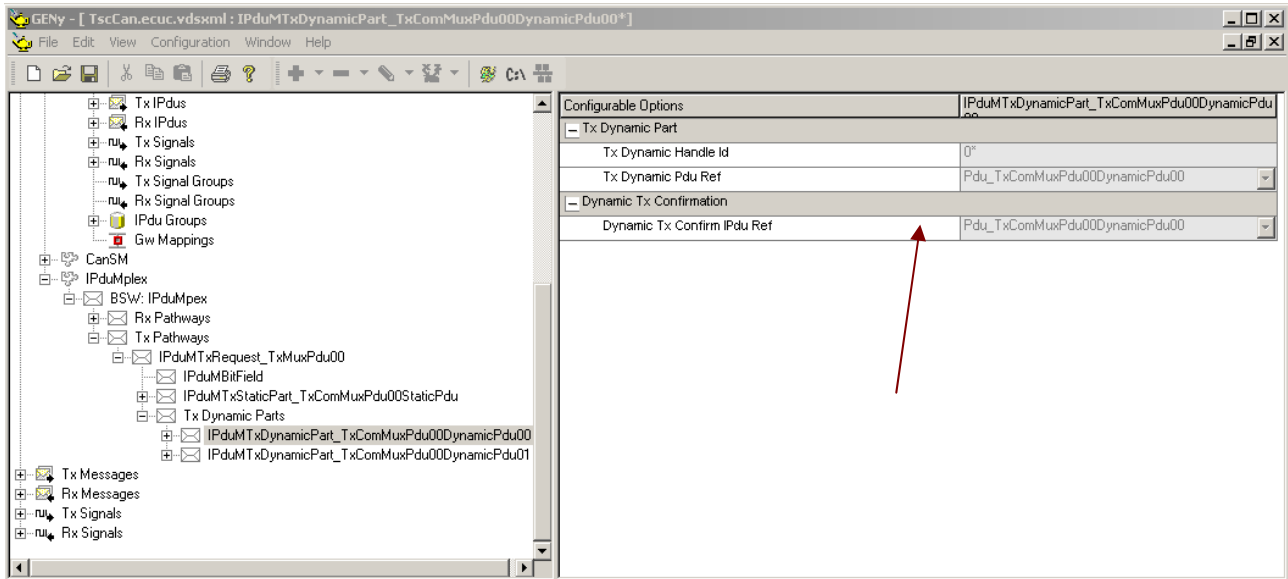 GENy - [ TscCan.ecuc.vdsxml : IPduMTxDynamicPart_TxComMuxPdu00DynamicPdu00*]
File Edit View Configuration Window Help
C:\
Tx IPdus
Rx IPdus
Tx Signals
Rx Signals
Tx Signal Groups
Rx Signal Groups
IPdu Groups
Gw Mappings
CanSM
IPduMplex
BSW: IPduMpex
Rx Pathways
Tx Pathways
IPduMTxRequest_TxMuxPdu00
IPduMBitField
IPduMTxStaticPart_TxComMuxPdu00StaticPdu
Tx Dynamic Parts
IPduMTxDynamicPart_TxComMuxPdu00DynamicPdu00
IPduMTxDynamicPart_TxComMuxPdu00DynamicPdu01
Tx Messages
Rx Messages
Tx Signals
Rx Signals
Configurable Options IPduMTxDynamicPart_TxComMuxPdu00DynamicPdu
Tx Dynamic Part
Tx Dynamic Handle Id 0*
Tx Dynamic Pdu Ref Pdu_TxComMuxPdu00DynamicPdu00
Dynamic Tx Confirmation
Dynamic Tx Confirm IPdu Ref Pdu_TxComMuxPdu00DynamicPdu00